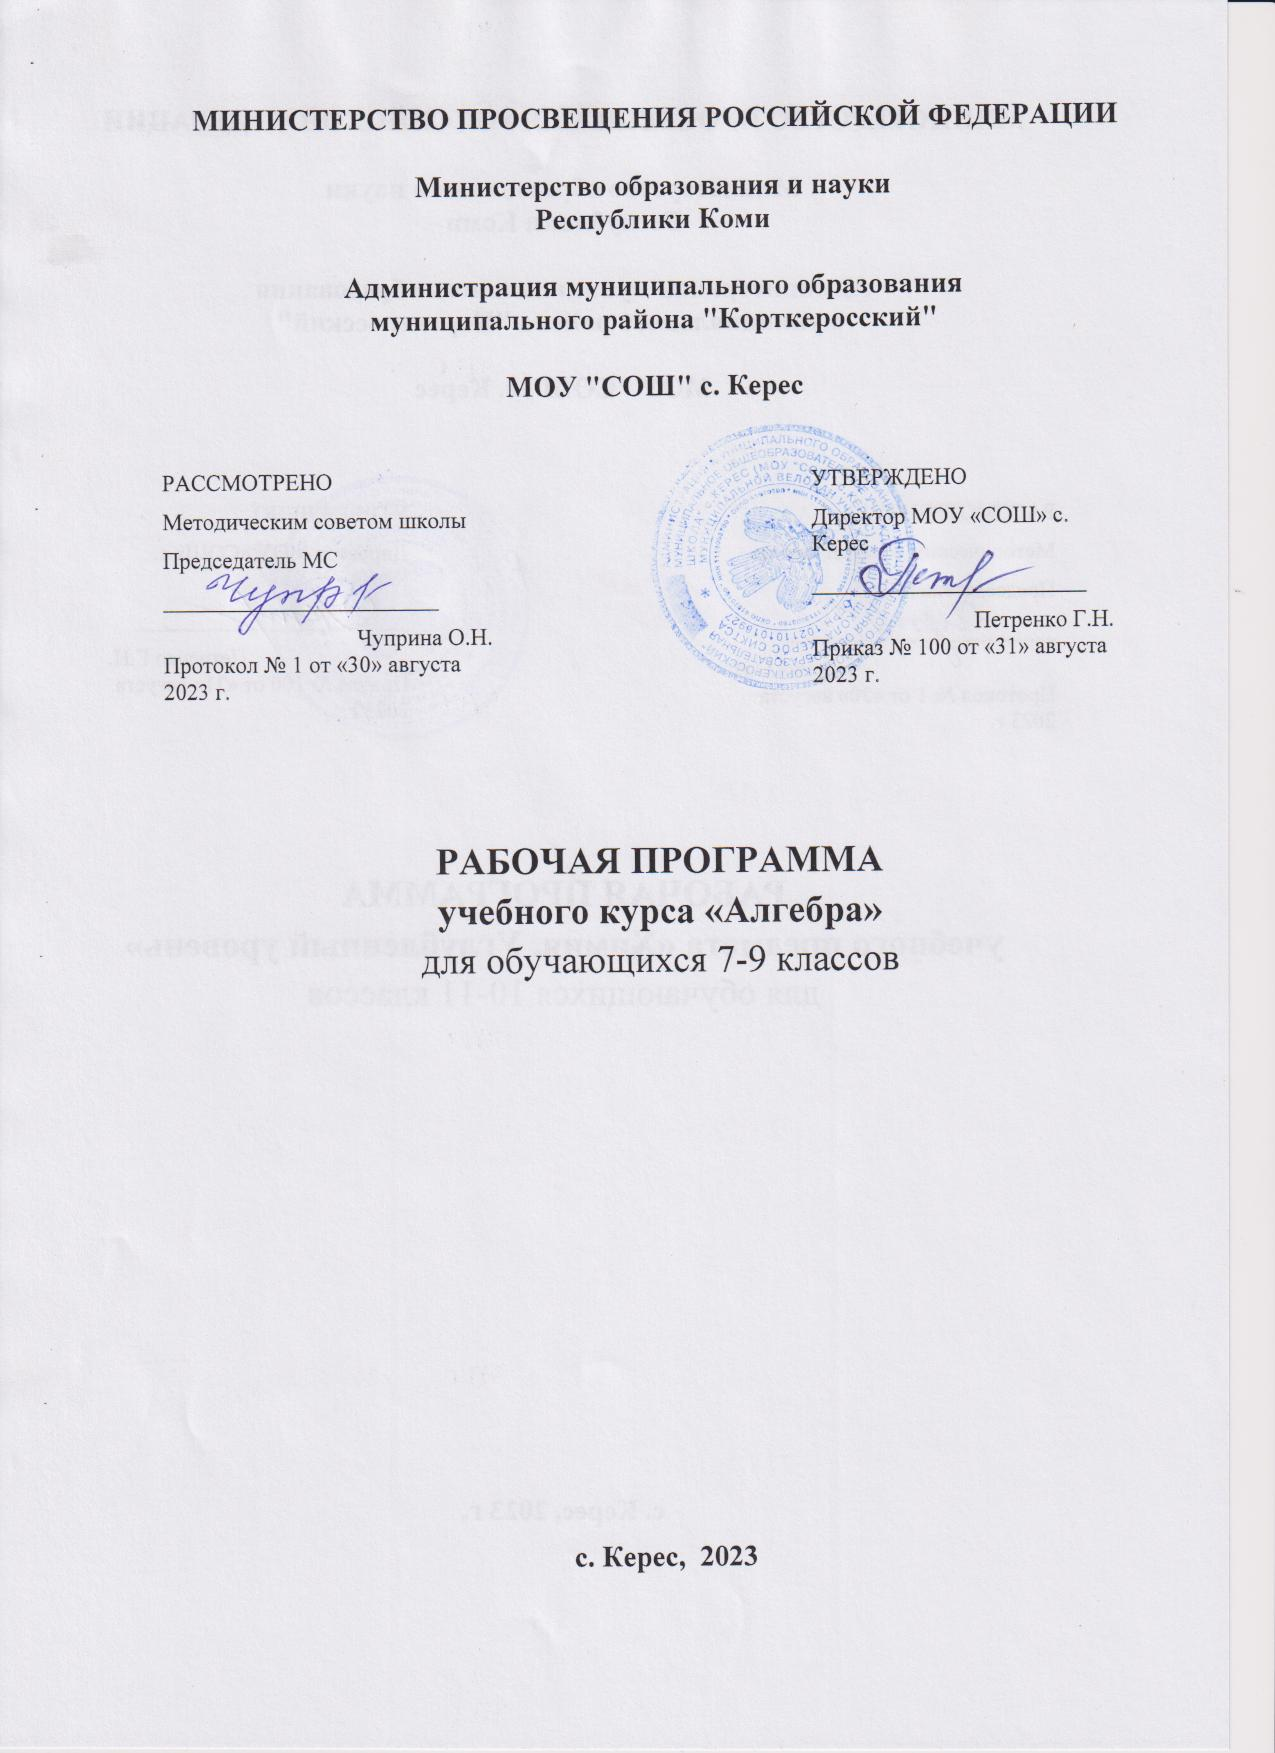 МИНИСТЕРСТВО ПРОСВЕЩЕНИЯ РОССИЙСКОЙ ФЕДЕРАЦИИ
Министерство образования и науки
Республики Коми
Администрация муниципального образования
муниципального района "Корткеросский"
МОУ "СОШ" с. Керес
РАССМОТРЕНО
Методическим советом школы
Председатель МС
Чуприна О.Н.
Протокол № 1 от «30» августа
2023 г.
УТВЕРЖДЕНО
Директор МОУ «СОШ» с.
Керес
Петренко Г.Н.
Приказ № 100 от «31» августа
2023 г.
РАБОЧАЯ ПРОГРАММА
учебного курса «Алгебра»
для обучающихся 7-9 классов
с. Керес, 2023